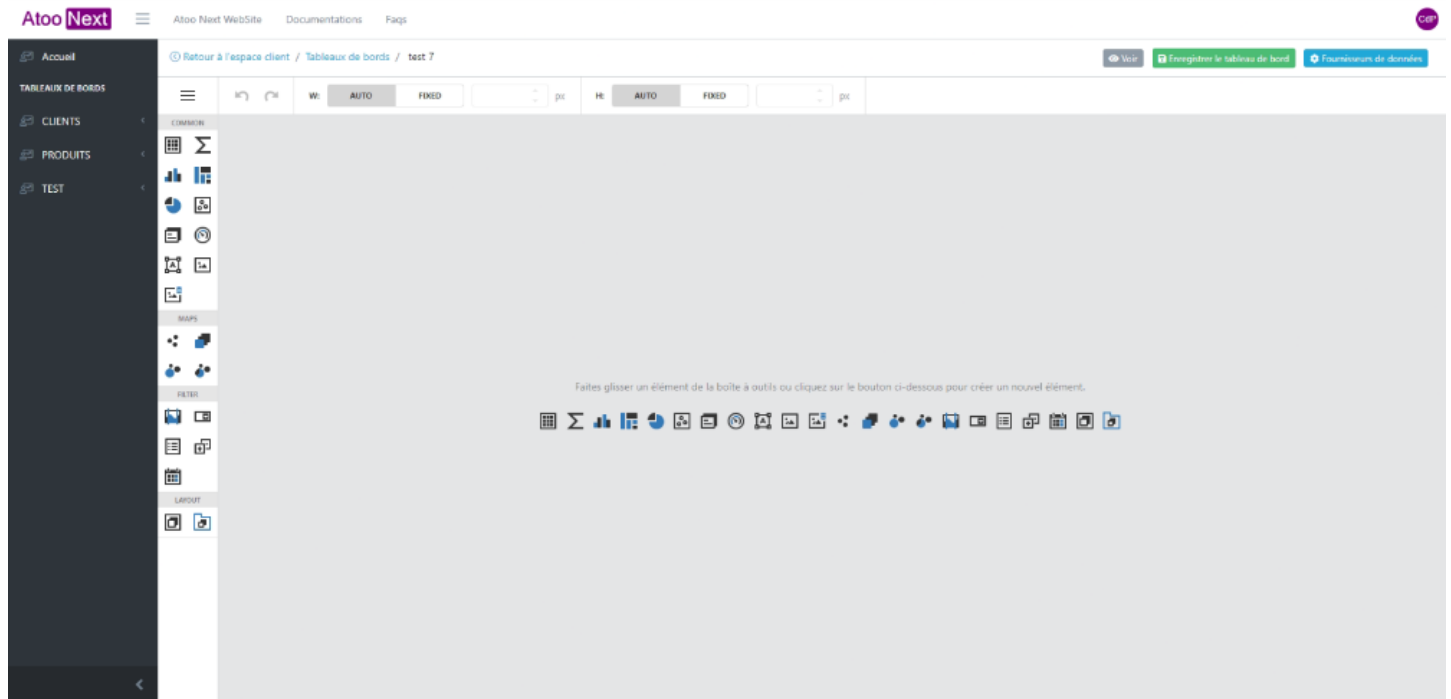 Atoo Next
Atoo Next WebSite Documentations Faqs
CdP
Accueil
TABLEAUX DE BORDS
CLIENTS
PRODUITS
TEST
Retour à l'espace client / Tableaux de bords / test 7
Voir
Enregistrer le tableau de bord
Fournisseurs de données
W: AUTO FIXED px H: AUTO FIXED px
COMMON
MAPS
FILTER
LAYOUT
Faites glisser un élément de la boîte à outils ou cliquez sur le bouton ci-dessous pour créer un nouvel élément.